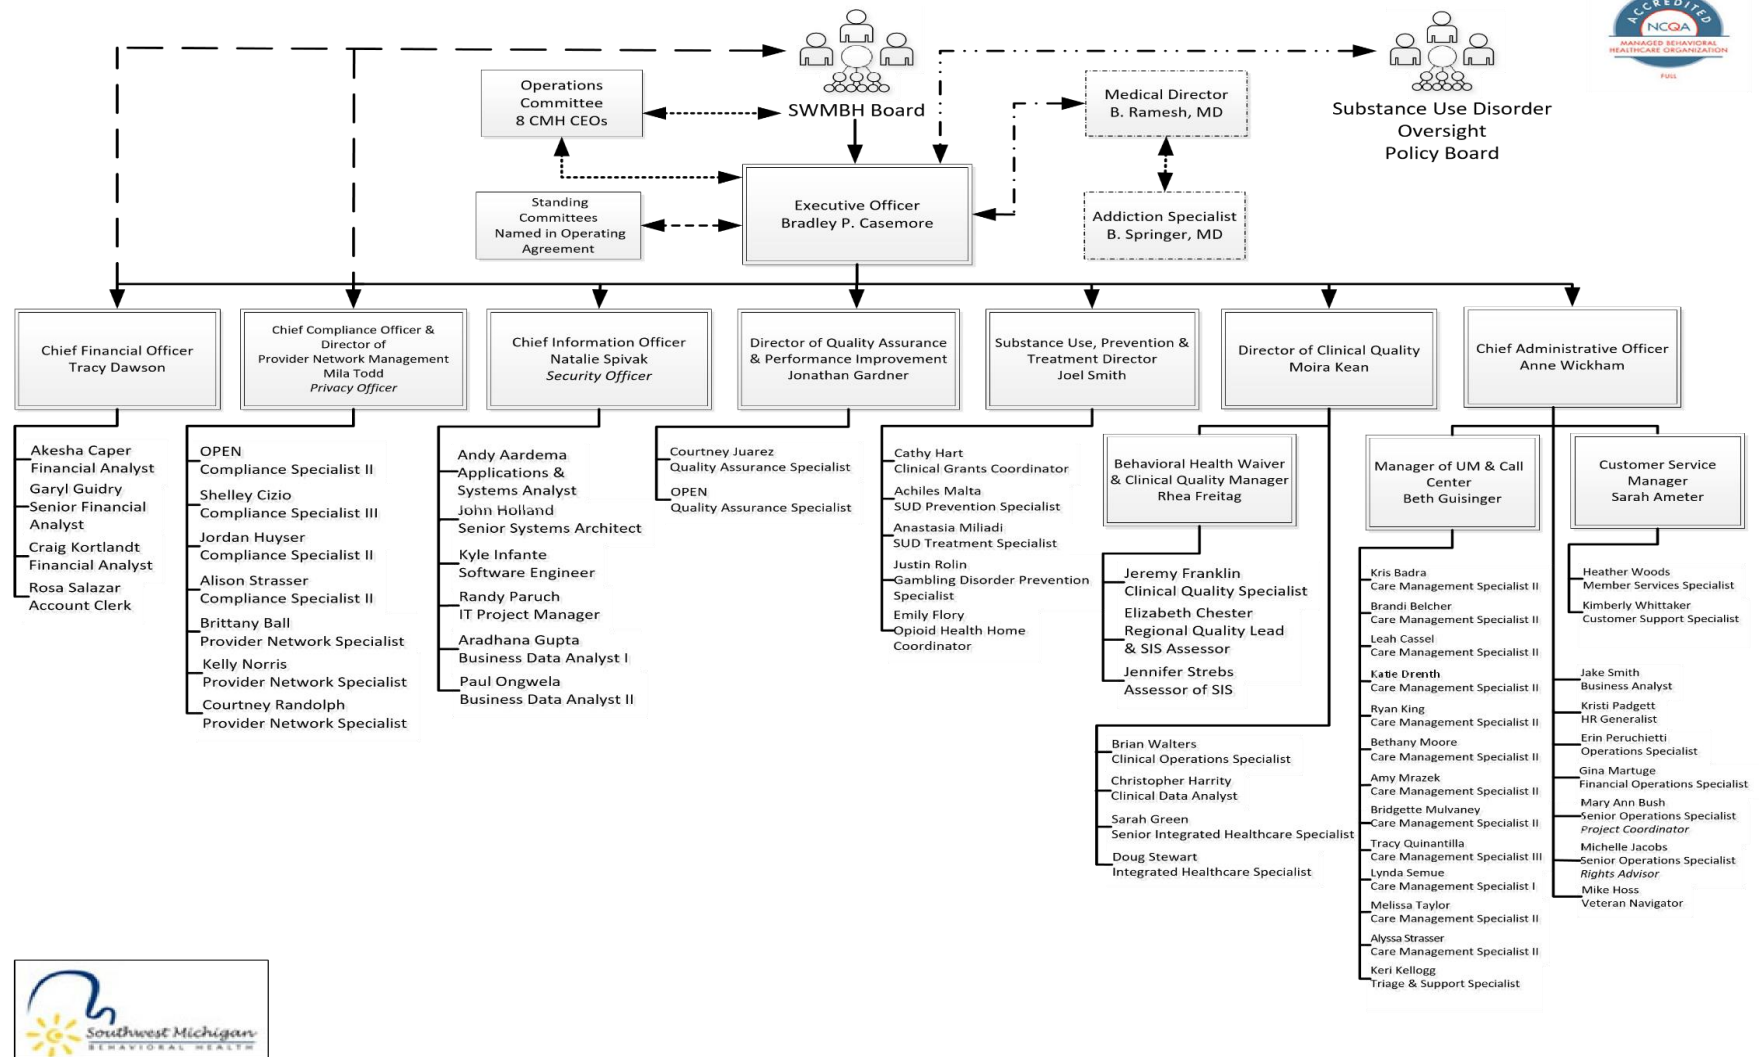 ACCREDITED
NCQA
MANAGED BEHAVIORAL
HEALTHCARE ORGANIZATION
FULL
SWMBH Board
Substance Use Disorder
Oversight
Policy Board
Operations
Committee
8 CMH CEOs
Medical Director
B. Ramesh, MD
Standing
Committees
Named in Operating
Agreement
Executive Officer
Bradley P. Casemore
Addiction Specialist
B. Springer, MD
Chief Financial Officer
Tracy Dawson
Chief Compliance Officer &
Director of
Provider Network Management
Mila Todd
Privacy Officer
Chief Information Officer
Natalie Spivak
Security Officer
Director of Quality Assurance
& Performance Improvement
Jonathan Gardner
Substance Use, Prevention &
Treatment Director
Joel Smith
Director of Clinical Quality
Moira Kean
Chief Administrative Officer
Anne Wickham
Akesha Caper
Financial Analyst
Garyl Guidry
Senior Financial
Analyst
Craig Kortlandt
Financial Analyst
Rosa Salazar
Account Clerk
OPEN
Compliance Specialist II
Shelley Cizio
Compliance Specialist III
Jordan Huyser
Compliance Specialist II
Alison Strasser
Compliance Specialist II
Brittany Ball
Provider Network Specialist
Kelly Norris
Provider Network Specialist
Courtney Randolph
Provider Network Specialist
Andy Aardema
Applications &
Systems Analyst
John Holland
Senior Systems Architect
Kyle Infante
Software Engineer
Randy Paruch
IT Project Manager
Aradhana Gupta
Business Data Analyst I
Paul Ongwela
Business Data Analyst II
Courtney Juarez
Quality Assurance Specialist
OPEN
Quality Assurance Specialist
Cathy Hart
Clinical Grants Coordinator
Achiles Malta
SUD Prevention Specialist
Anastasia Miliadi
SUD Treatment Specialist
Justin Rolin
Gambling Disorder Prevention
Specialist
Emily Flory
Opioid Health Home
Coordinator
Behavioral Health Waiver
& Clinical Quality Manager
Rhea Freitag
Jeremy Franklin
Clinical Quality Specialist
Elizabeth Chester
Regional Quality Lead
& SIS Assessor
Jennifer Strebs
Assessor of SIS
Brian Walters
Clinical Operations Specialist
Christopher Harrity
Clinical Data Analyst
Sarah Green
Senior Integrated Healthcare Specialist
Doug Stewart
Integrated Healthcare Specialist
Manager of UM & Call
Center
Beth Guisinger
Kris Badra
Care Management Specialist II
Brandi Belcher
Care Management Specialist II
Leah Cassel
Care Management Specialist II
Katie Drenth
Care Management Specialist II
Ryan King
Care Management Specialist II
Bethany Moore
Care Management Specialist II
Amy Mrazek
Care Management Specialist II
Bridgette Mulvaney
Care Management Specialist II
Tracy Quinantilla
Care Management Specialist III
Lynda Semue
Care Management Specialist I
Melissa Taylor
Care Management Specialist II
Alyssa Strasser
Care Management Specialist II
Keri Kellogg
Triage & Support Specialist
Customer Service
Manager
Sarah Ameter
Heather Woods
Member Services Specialist
Kimberly Whittaker
Customer Support Specialist
Jake Smith
Business Analyst
Kristi Padgett
HR Generalist
Erin Peruchietti
Operations Specialist
Gina Martuge
Financial Operations Specialist
Mary Ann Bush
Senior Operations Specialist
Project Coordinator
Michelle Jacobs
Senior Operations Specialist
Rights Advisor
Mike Hoss
Veteran Navigator
Southwest Michigan
BEHAVIORAL HEALTH